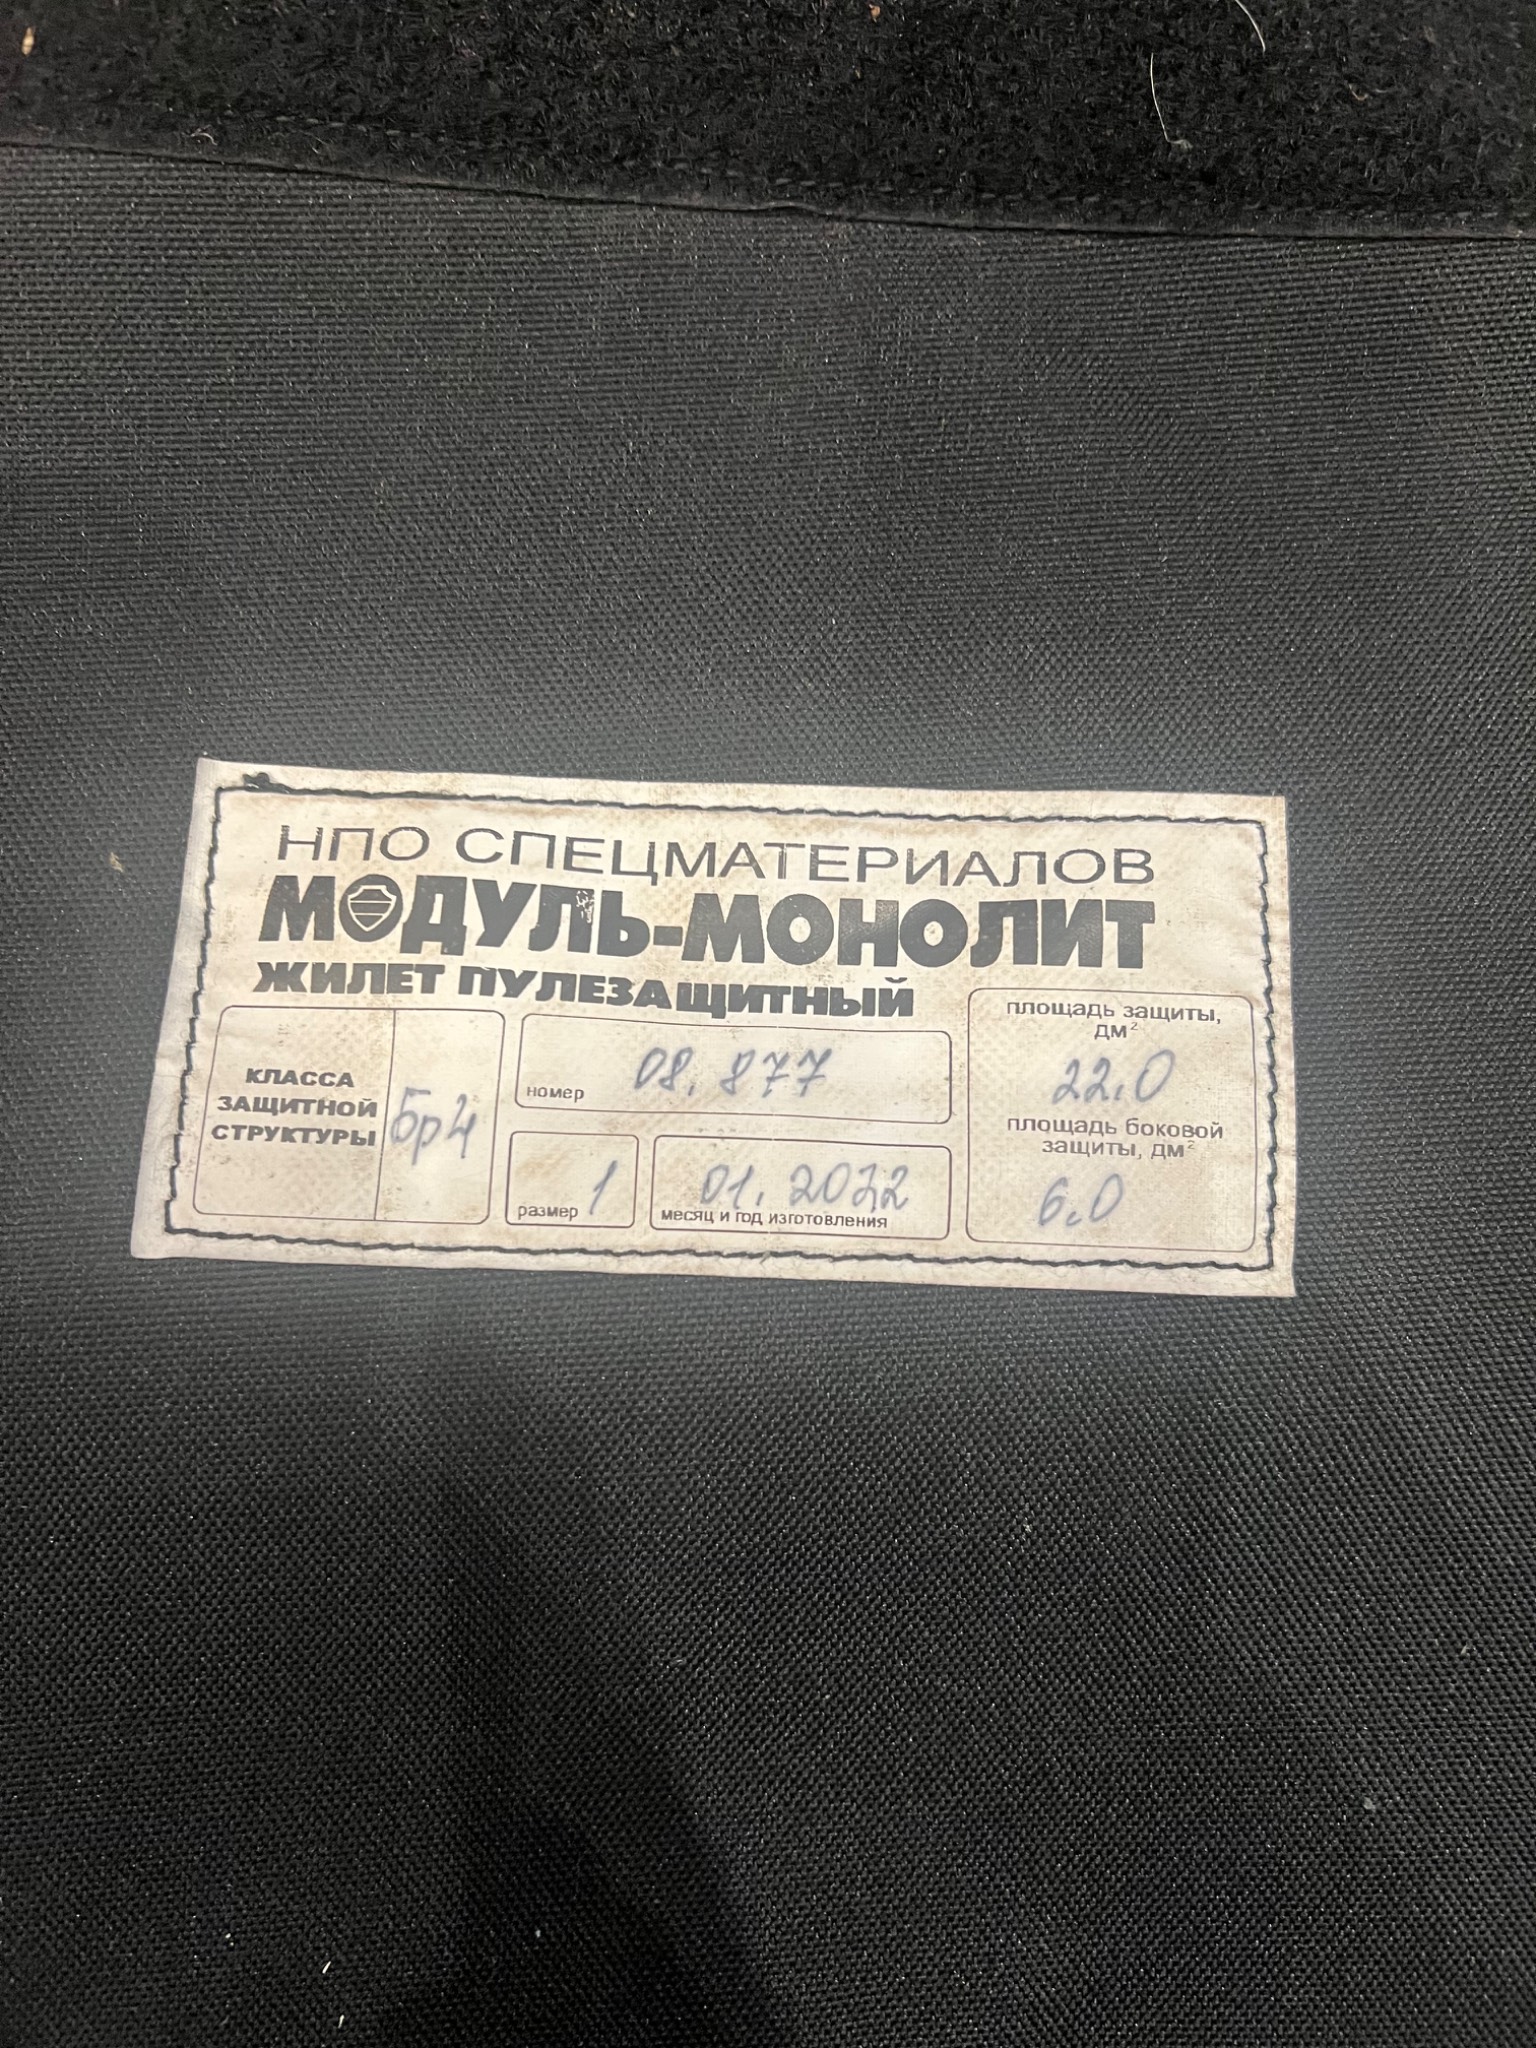 НПО СПЕЦМАТЕРИАЛОВ
МОДУЛЬ-МОНОЛИТ
ЖИЛЕТ ПУЛЕЗАЩИТНЫЙ
КЛАССА
ЗАЩИТНОЙ
СТРУКТУРЫ
Бр4
номер 08.877
размер 1
01.2022
месяц и год изготовления
площадь защиты,
дм²
22.0
площадь боковой
защиты, дм²
6.0